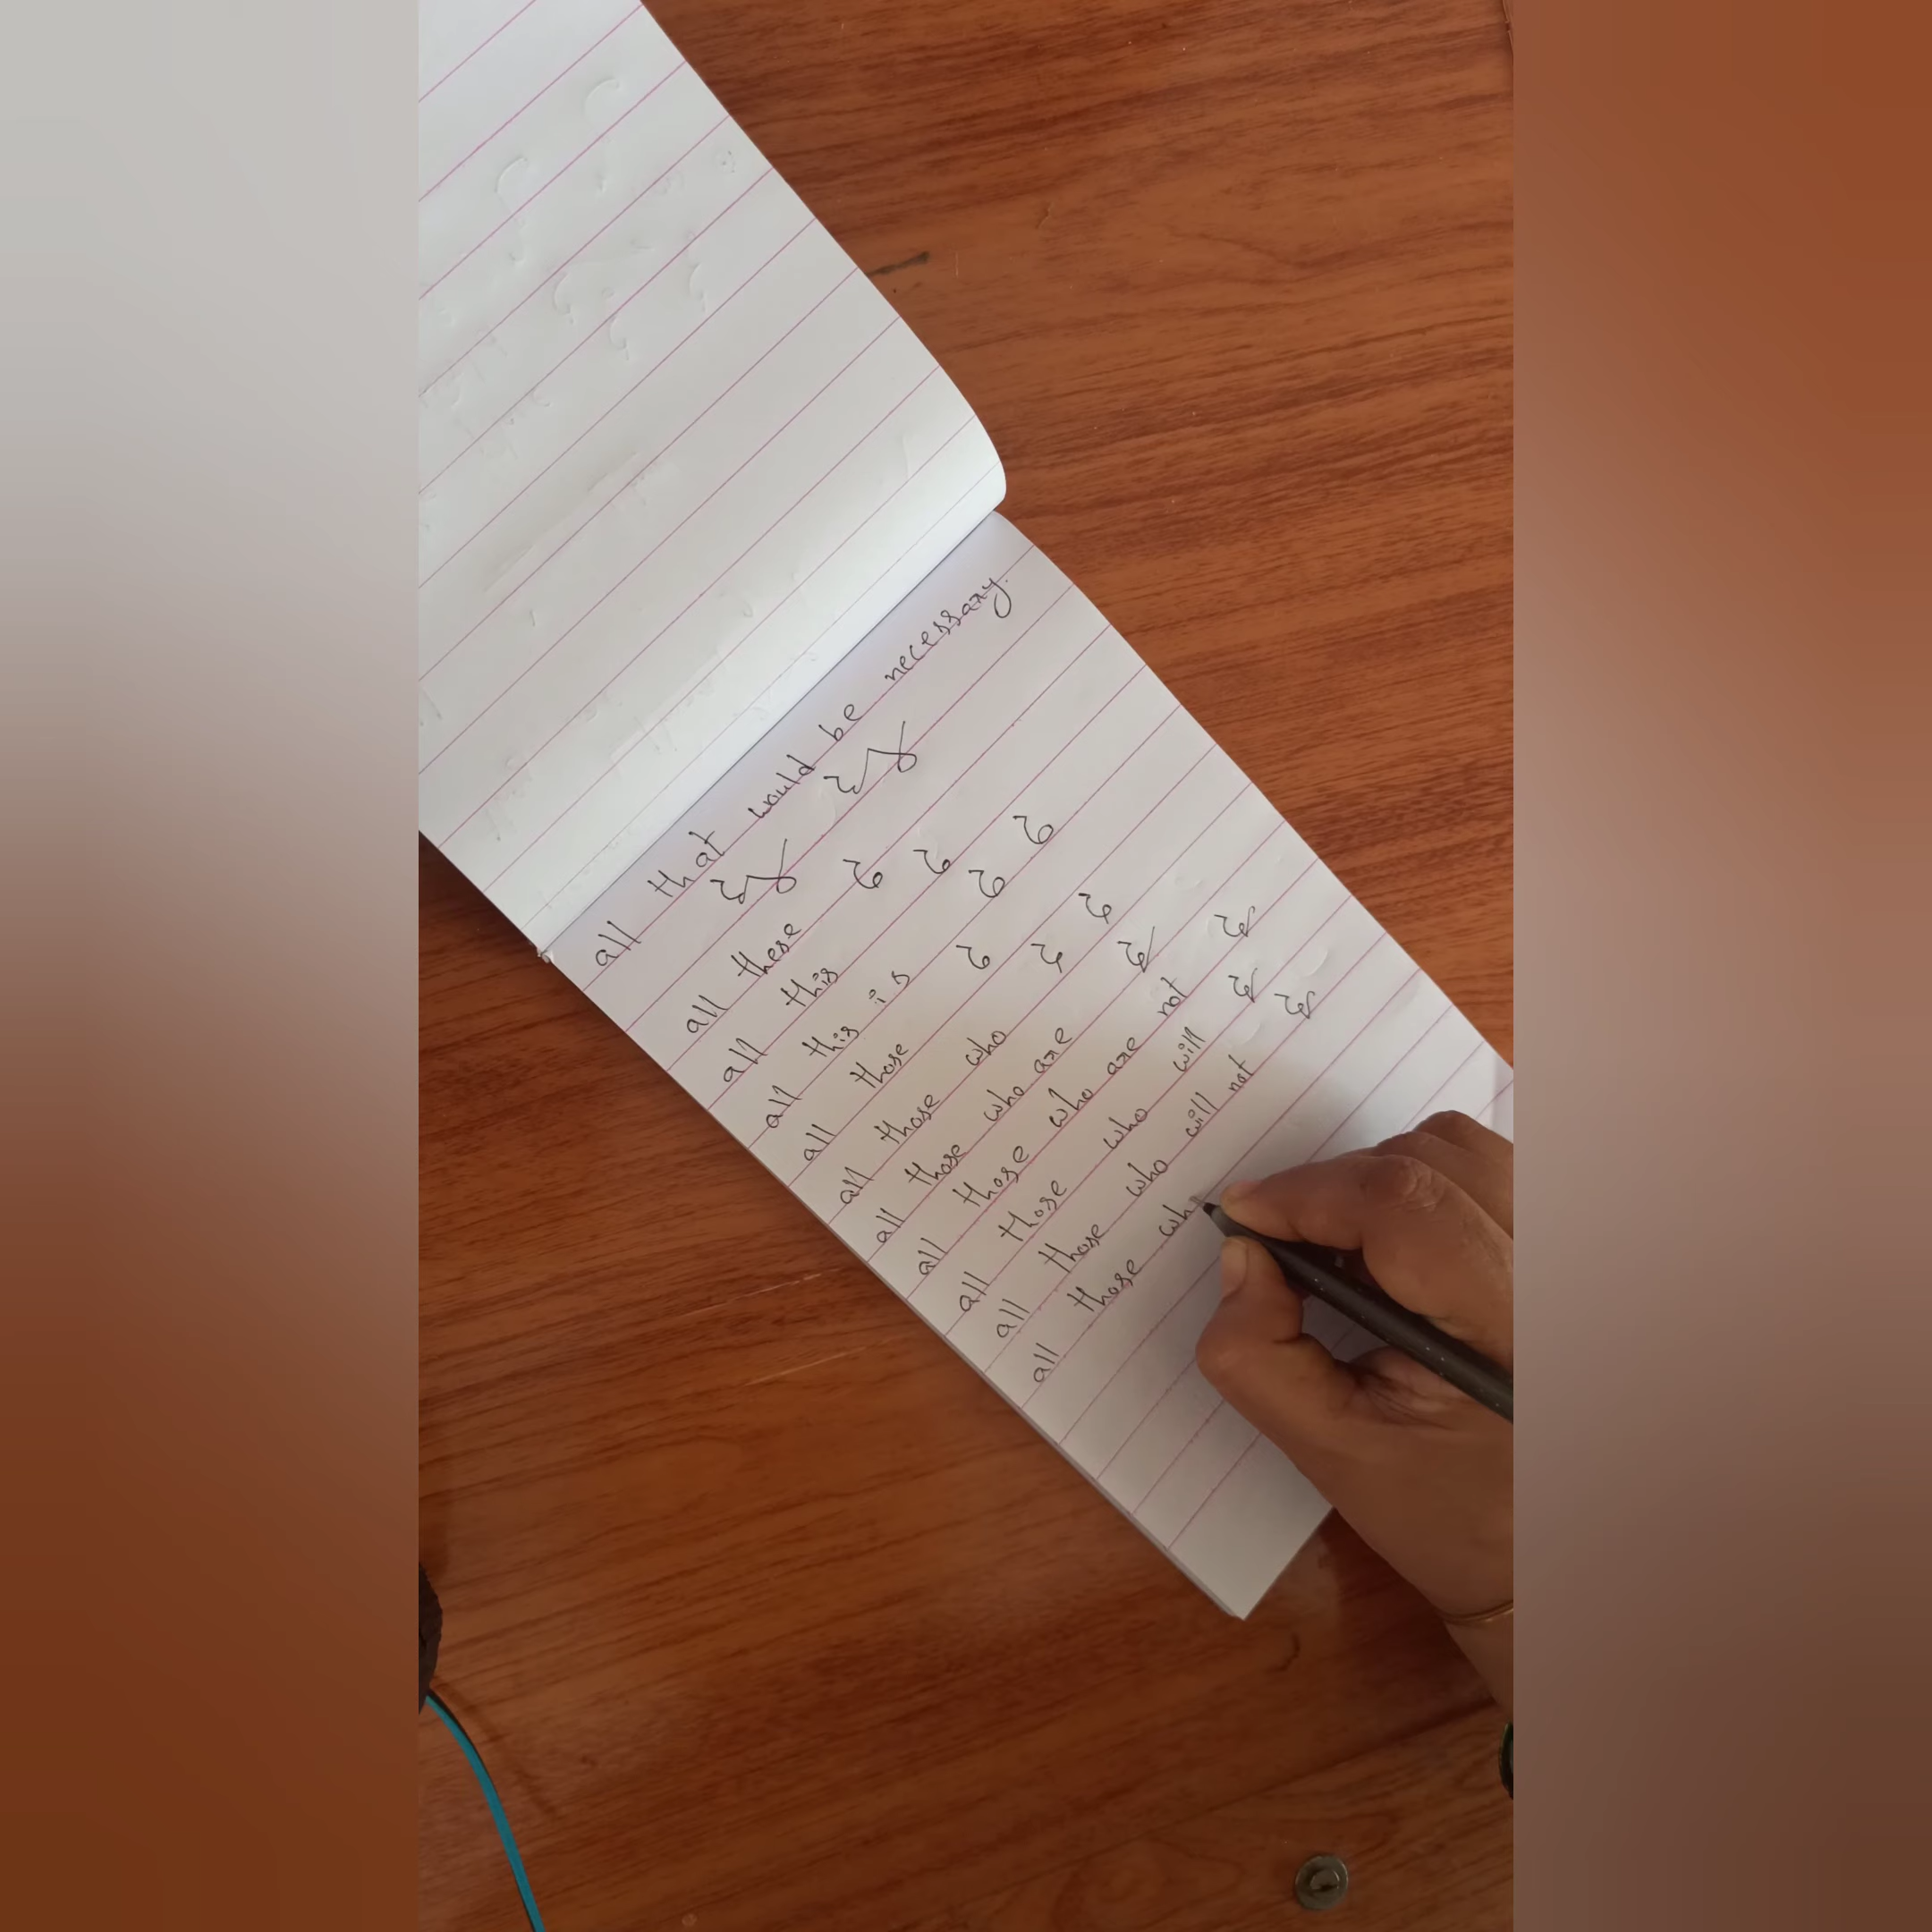 all that would be necessary.
all these
all this
all this is
all those
all those who
all those who are
all those who are not
all those who will
all those who will not
all those wh